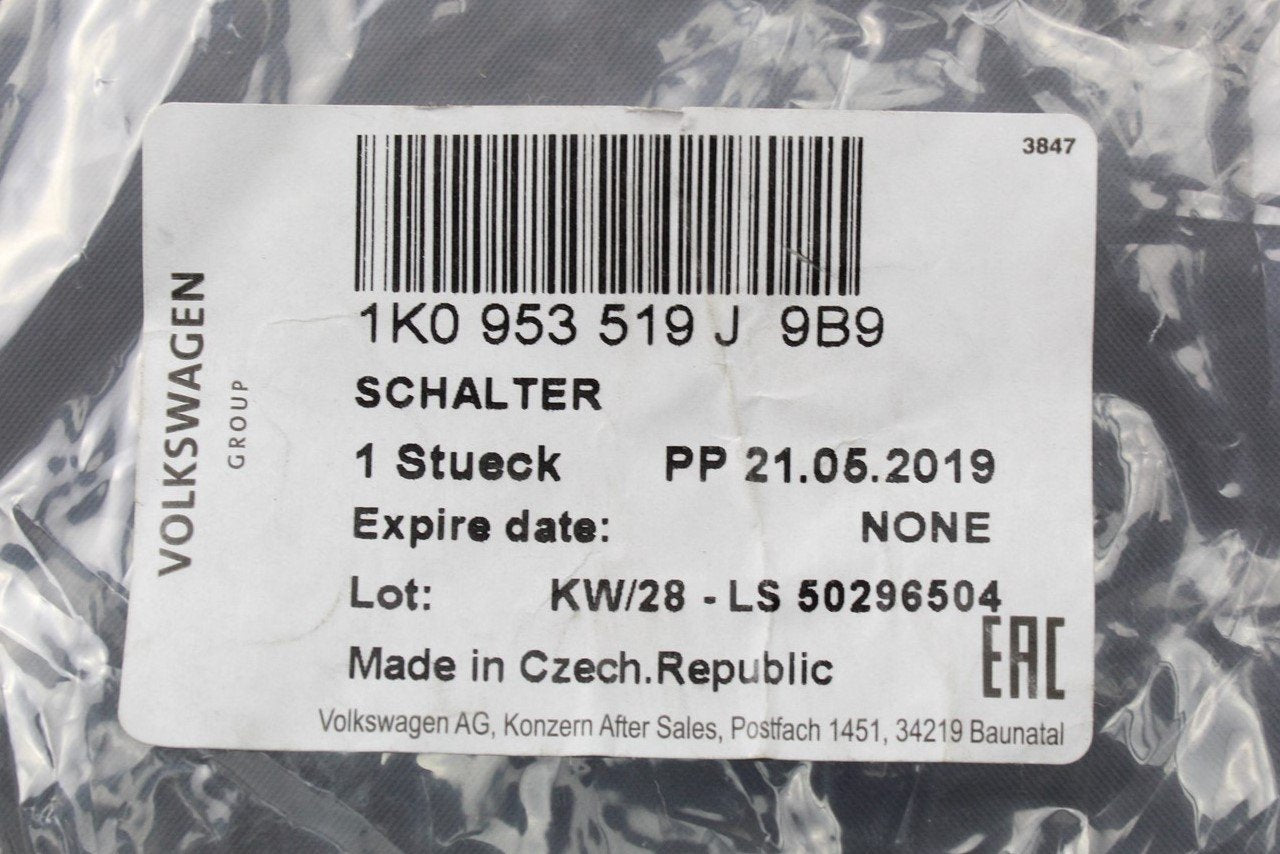 3847
VOLKSWAGEN
GROUP
1K0 953 519 J 9B9
SCHALTER
1 Stueck PP 21.05.2019
Expire date: NONE
Lot: KW/28 - LS 50296504
EAC
Made in Czech.Republic
Volkswagen AG, Konzern After Sales, Postfach 1451, 34219 Baunatal